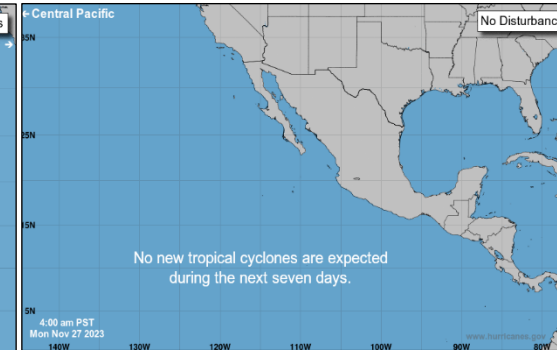 s
← Central Pacific
No Disturbanc
→
35N
25N
No new tropical cyclones are expected
during the next seven days.
15N
5N
4:00 am PST
Mon Nov 27 2023
www.hurricanes.gov
140W
130W
120W
110W
100W
90W
80W